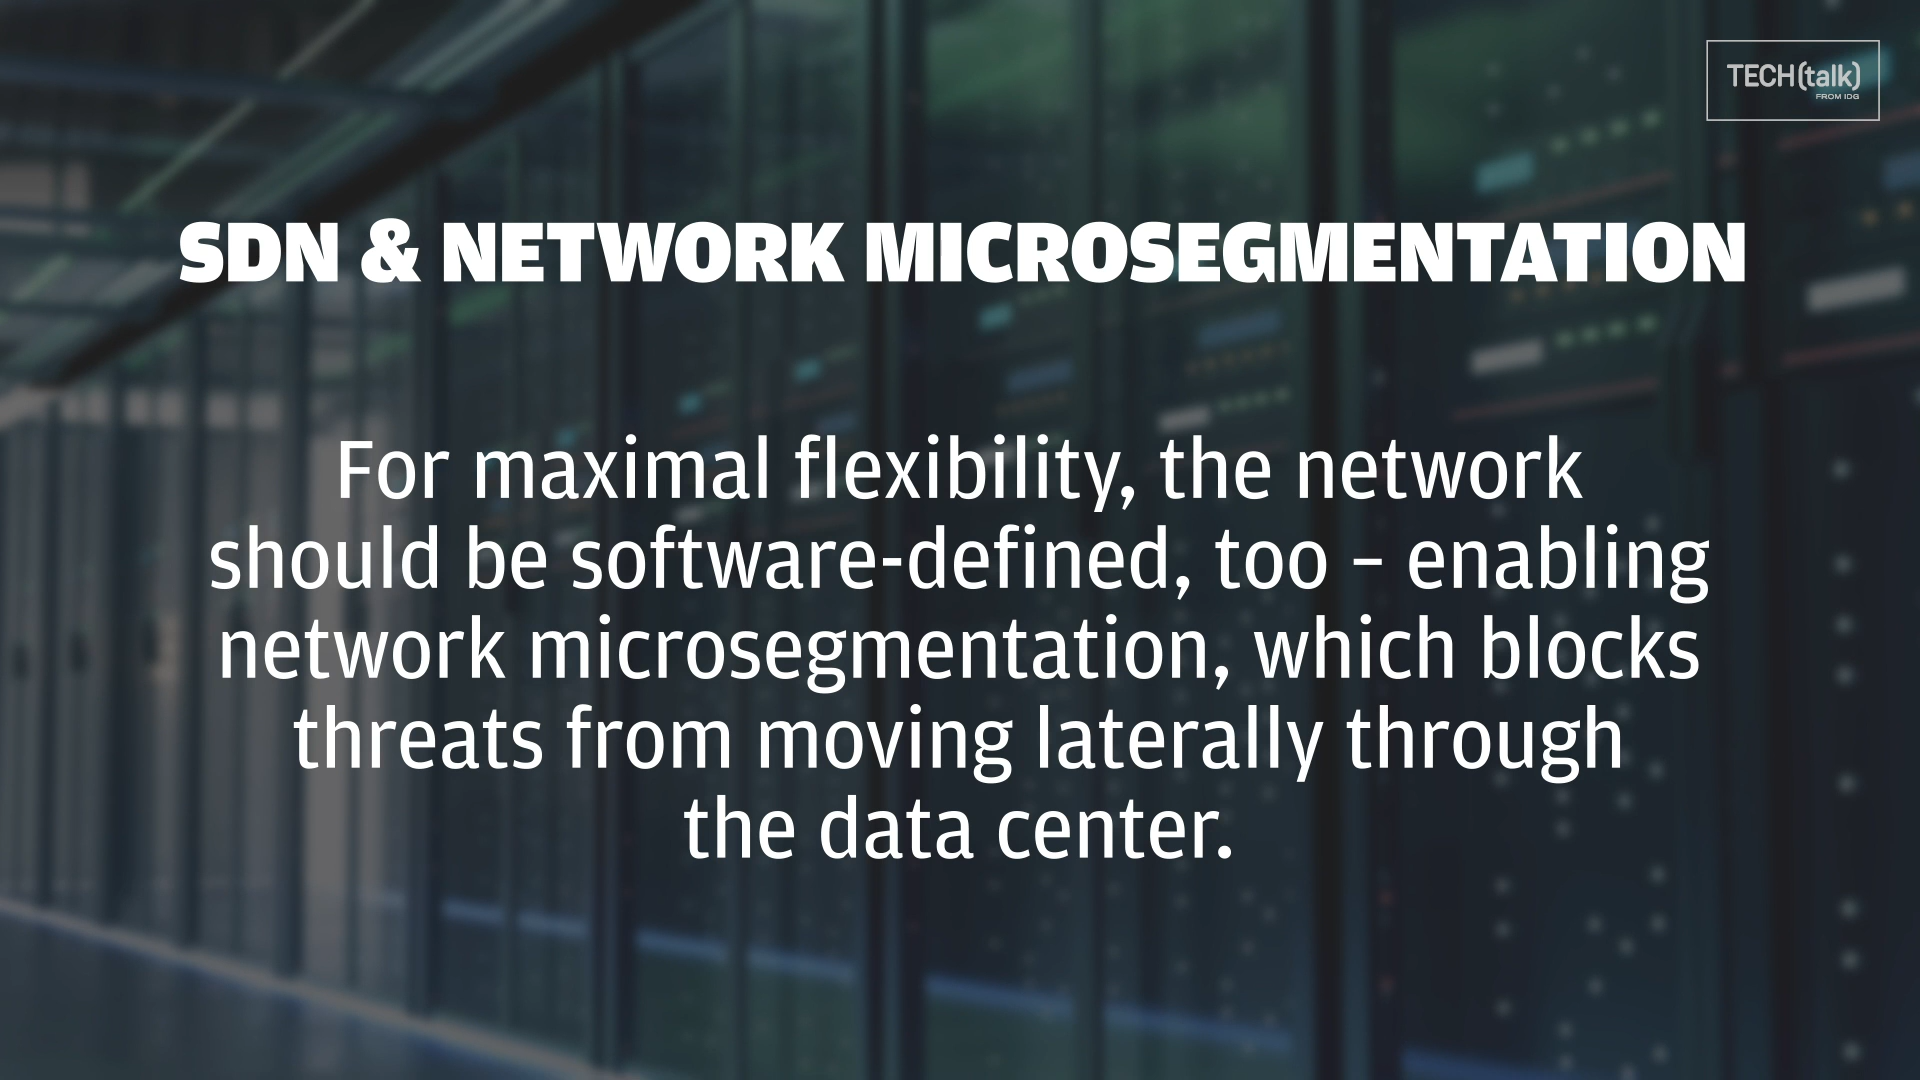 TECH(talk)
FROM IDG
SDN & NETWORK MICROSEGMENTATION
For maximal flexibility, the network
should be software-defined, too – enabling
network microsegmentation, which blocks
threats from moving laterally through
the data center.